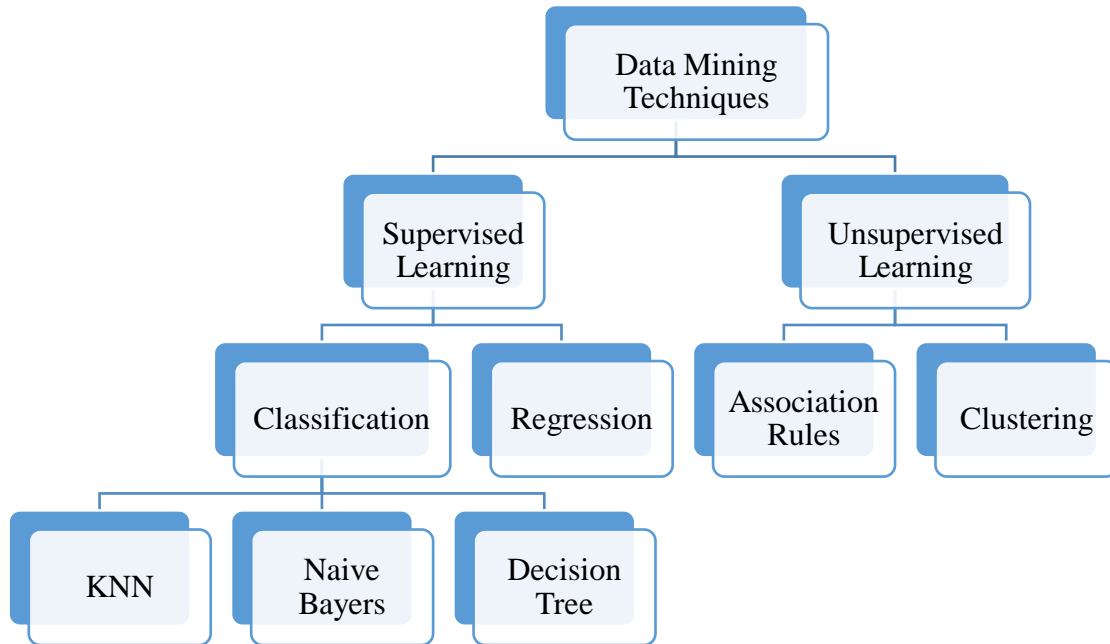 Data Mining
Techniques
Supervised
Learning
Unsupervised
Learning
Classification
Regression
Association
Rules
Clustering
KNN
Naive
Bayers
Decision
Tree